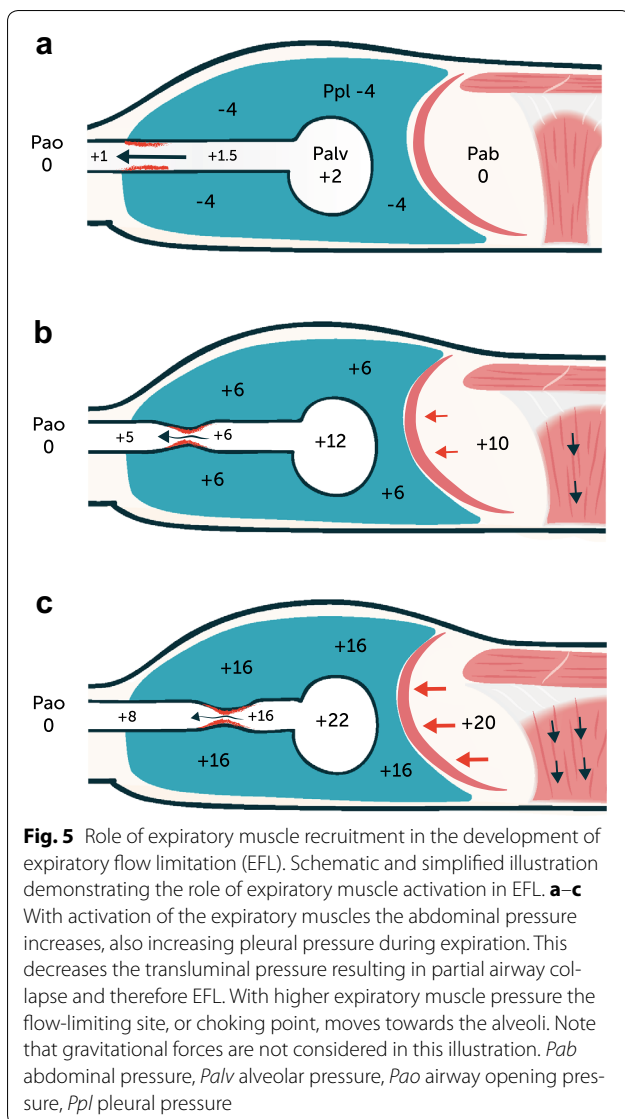 a
Ppl -4
-4
Pao
0
+1
+1.5
Palv
+2
Pab
0
-4
-4
b
+6
+6
Pao
0
+5
+6
+12
+10
+6
+6
c
+16
+16
Pao
0
+8
+16
+22
+20
+16
+16
Fig. 5 Role of expiratory muscle recruitment in the development of
expiratory flow limitation (EFL). Schematic and simplified illustration
demonstrating the role of expiratory muscle activation in EFL. a–c
With activation of the expiratory muscles the abdominal pressure
increases, also increasing pleural pressure during expiration. This
decreases the transluminal pressure resulting in partial airway col-
lapse and therefore EFL. With higher expiratory muscle pressure the
flow-limiting site, or choking point, moves towards the alveoli. Note
that gravitational forces are not considered in this illustration. Pab
abdominal pressure, Palv alveolar pressure, Pao airway opening pres-
sure, Ppl pleural pressure